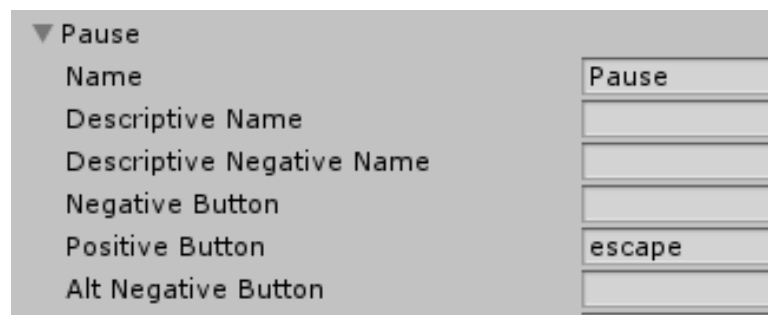 Pause
Name Pause
Descriptive Name
Descriptive Negative Name
Negative Button
Positive Button escape
Alt Negative Button